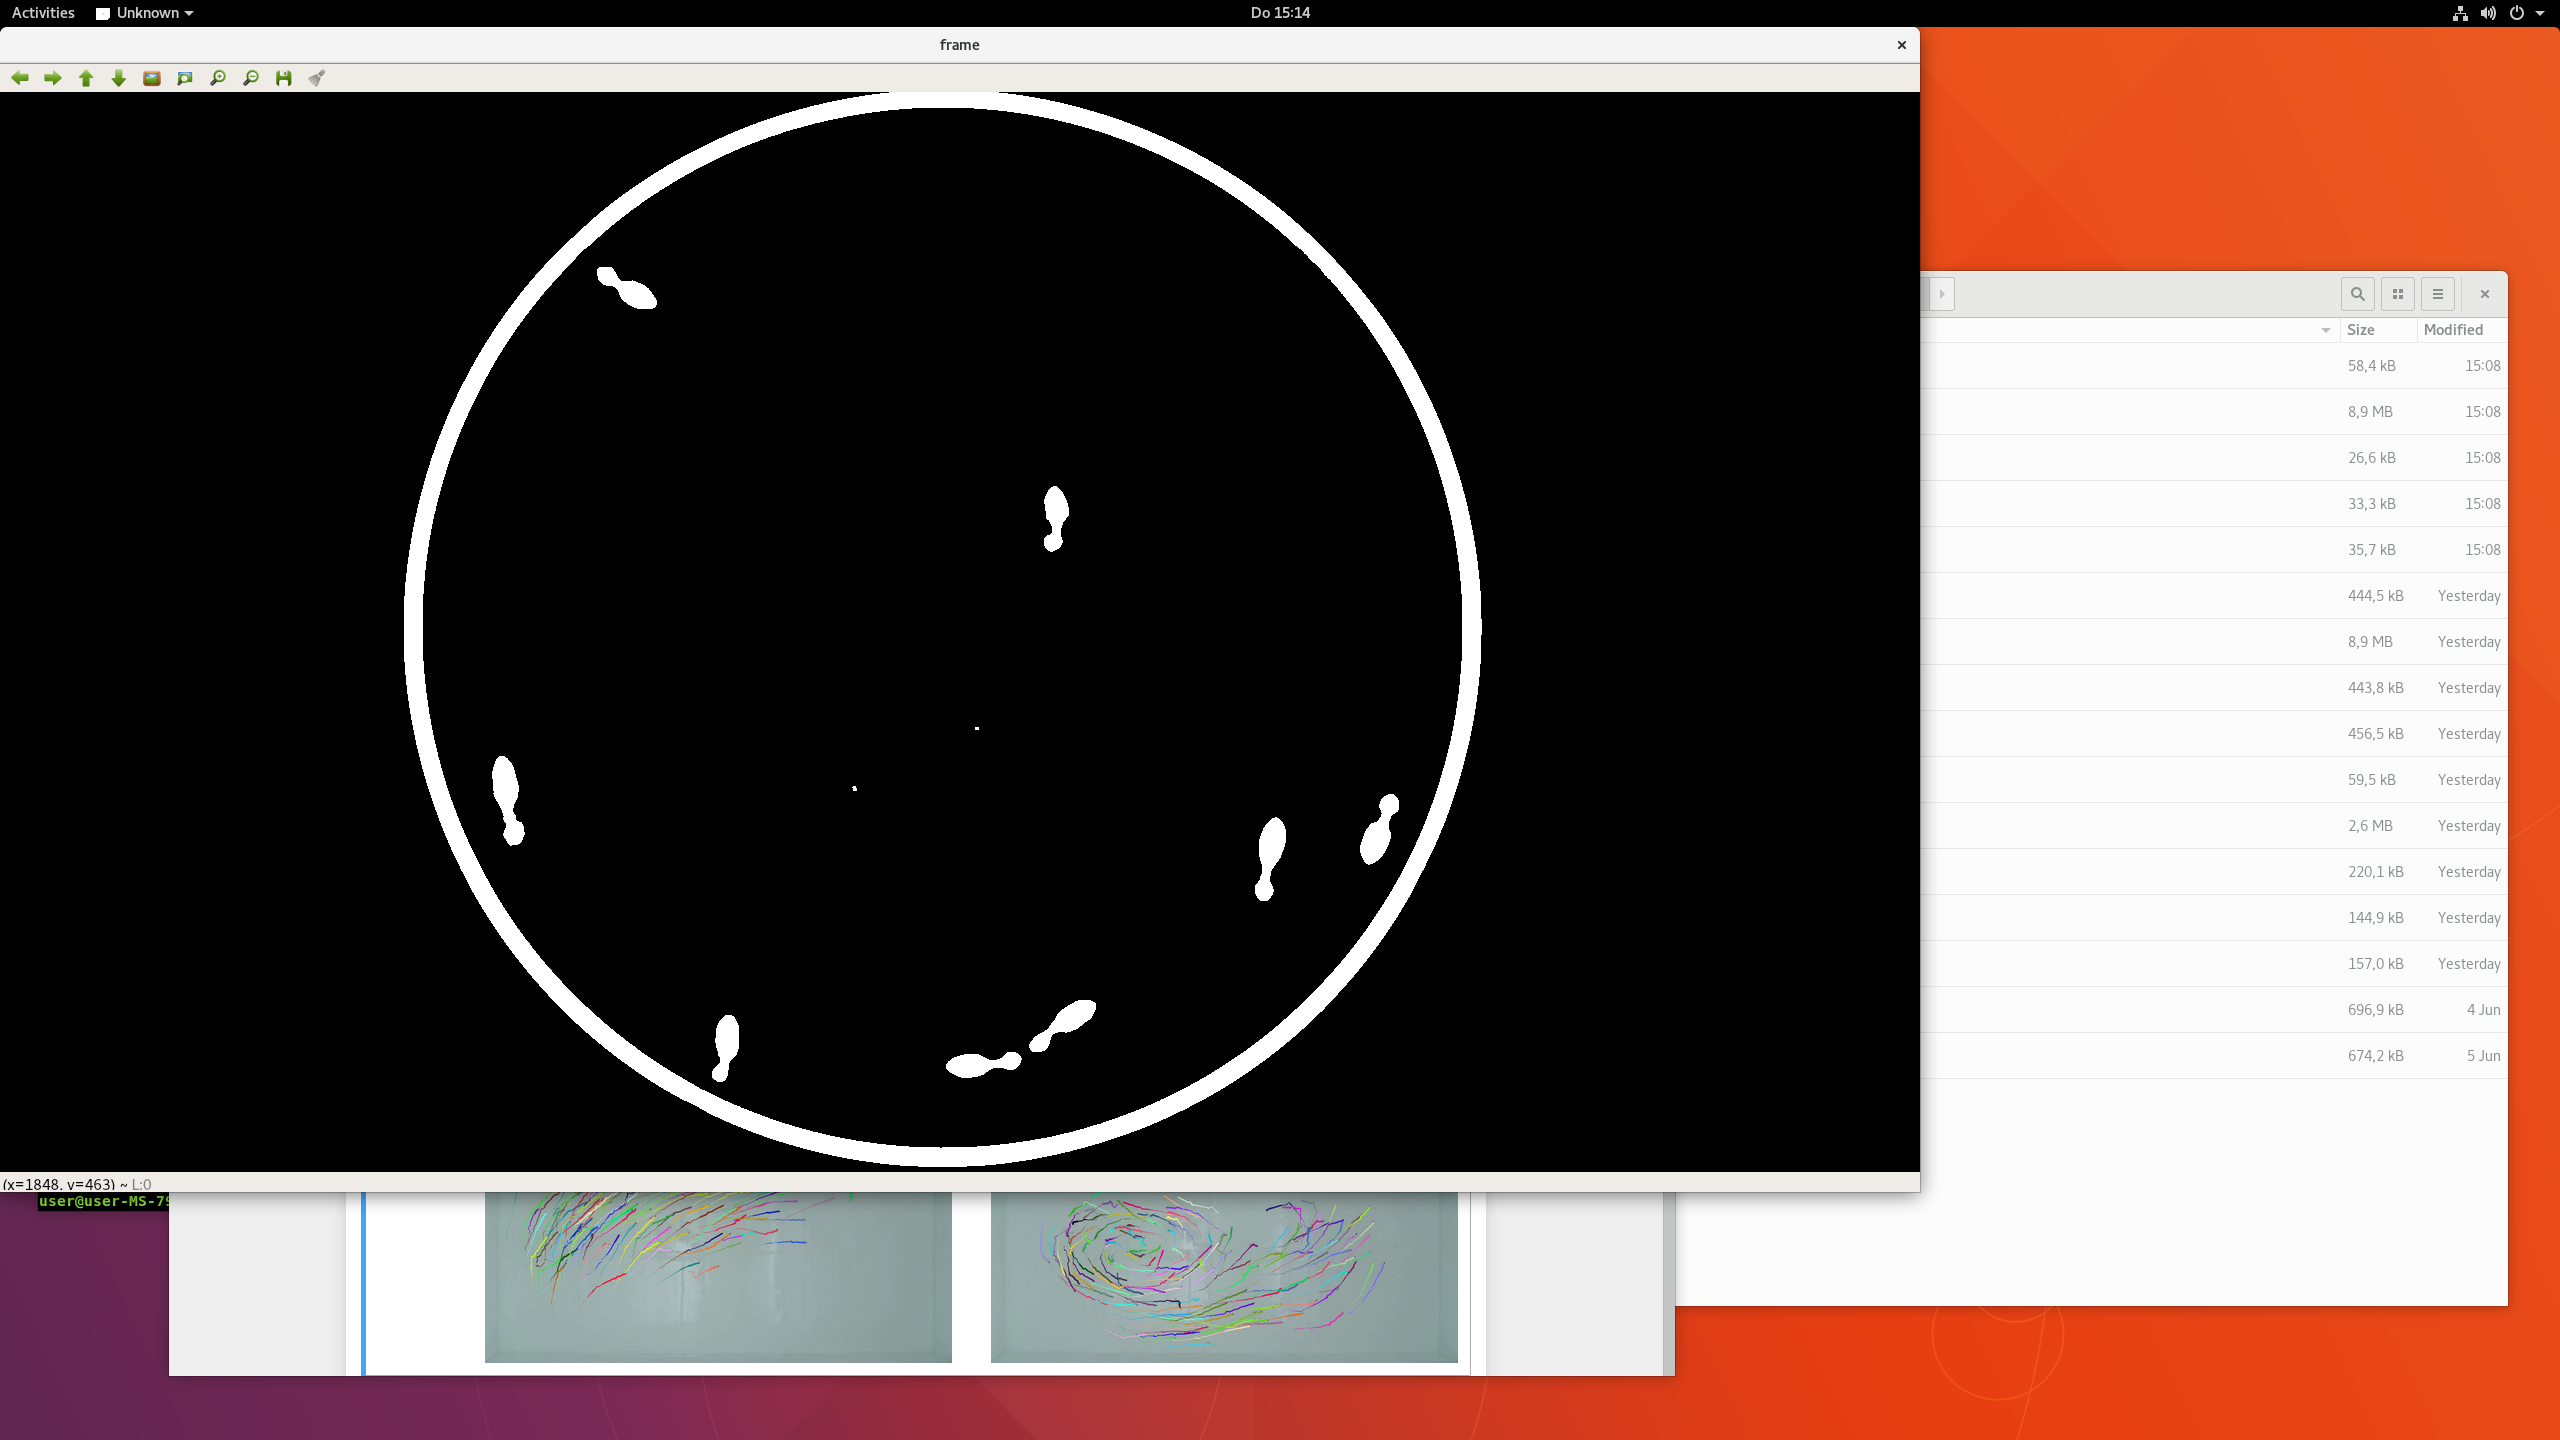 Activities Unknown Do 15:14
frame
Size Modified
58,4 kB 15:08
8,9 MB 15:08
26,6 kB 15:08
33,3 kB 15:08
35,7 kB 15:08
444,5 kB Yesterday
8,9 MB Yesterday
443,8 kB Yesterday
456,5 kB Yesterday
59,5 kB Yesterday
2,6 MB Yesterday
220,1 kB Yesterday
144,9 kB Yesterday
157,0 kB Yesterday
696,9 kB 4 Jun
674,2 kB 5 Jun
(x=1848, y=463) ~ L:0
user@user-MS-79